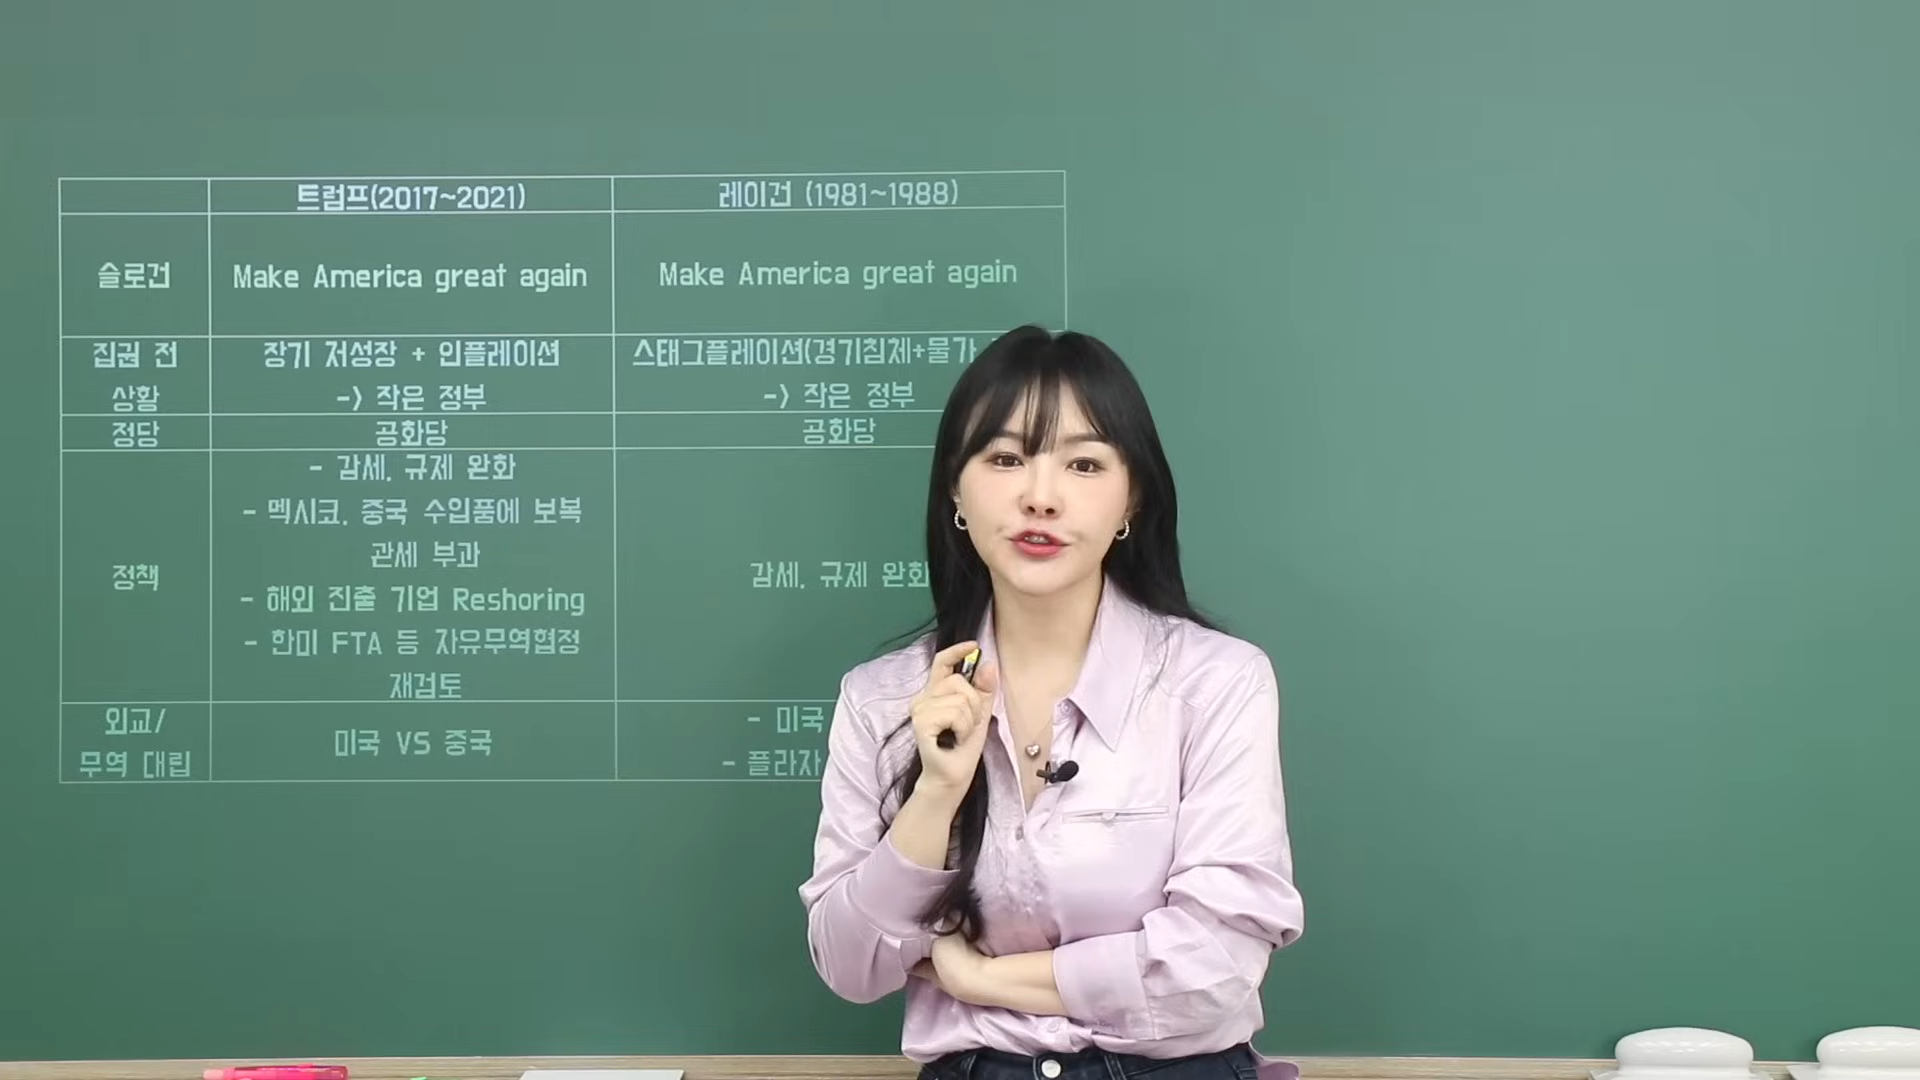 트럼프(2017~2021)
레이건 (1981~1988)
슬로건
Make America great again
Make America great again
집권 전
상황
장기 저성장 + 인플레이션
-> 작은 정부
스태그플레이션(경기침체+물가
-> 작은 정부
정당
공화당
공화당
정책
- 감세, 규제 완화
- 멕시코, 중국 수입품에 보복
관세 부과
- 해외 진출 기업 Reshoring
- 한미 FTA 등 자유무역협정
재검토
감세, 규제 완화
외교/
무역 대립
미국 VS 중국
- 미국
- 플라자